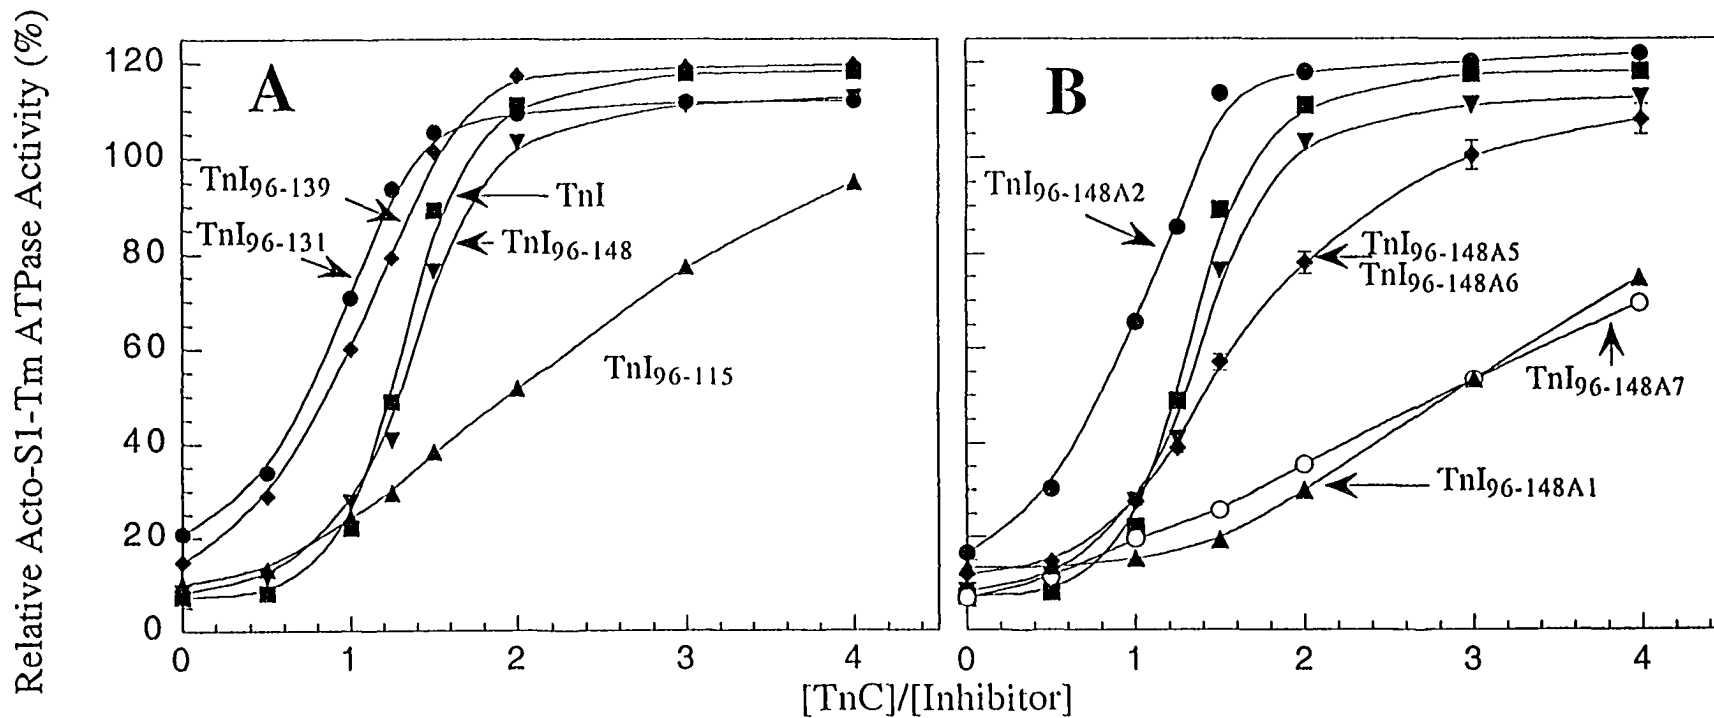 Relative Acto-S1-Tm ATPase Activity (%)
120
100
80
60
40
20
0
A
TnI96-139
TnI96-131
TnI
TnI96-148
TnI96-115
0 1 2 3 4
B
TnI96-148A2
TnI96-148A5
TnI96-148A6
TnI96-148A7
TnI96-148A1
0 1 2 3 4
[TnC]/[Inhibitor]